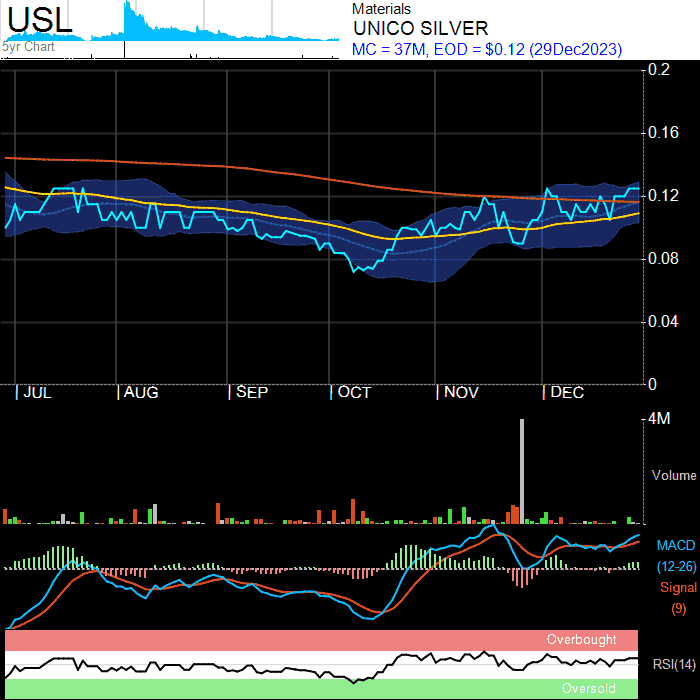 USL
5yr Chart
Materials
UNICO SILVER
MC = 37M, EOD = $0.12 (29Dec2023)
0.2
0.16
0.12
0.08
0.04
0
JUL AUG SEP OCT NOV DEC
4M
Volume
MACD
(12-26)
Signal
(9)
Overbought
RSI(14)
Oversold